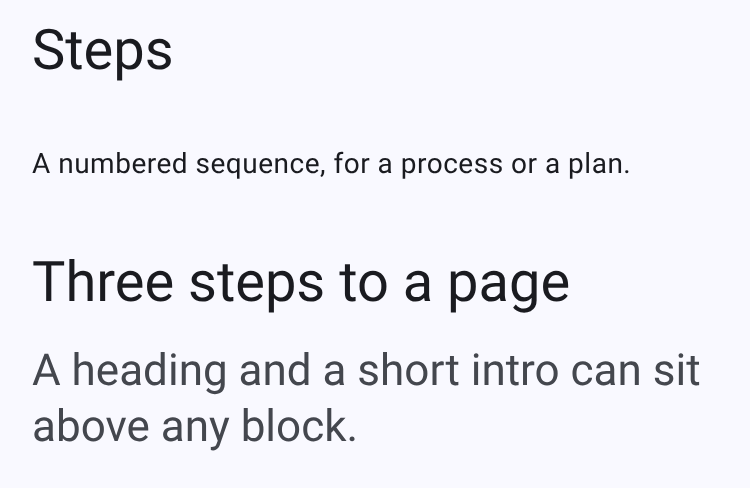 Steps
A numbered sequence, for a process or a plan.
Three steps to a page
A heading and a short intro can sit
above any block.